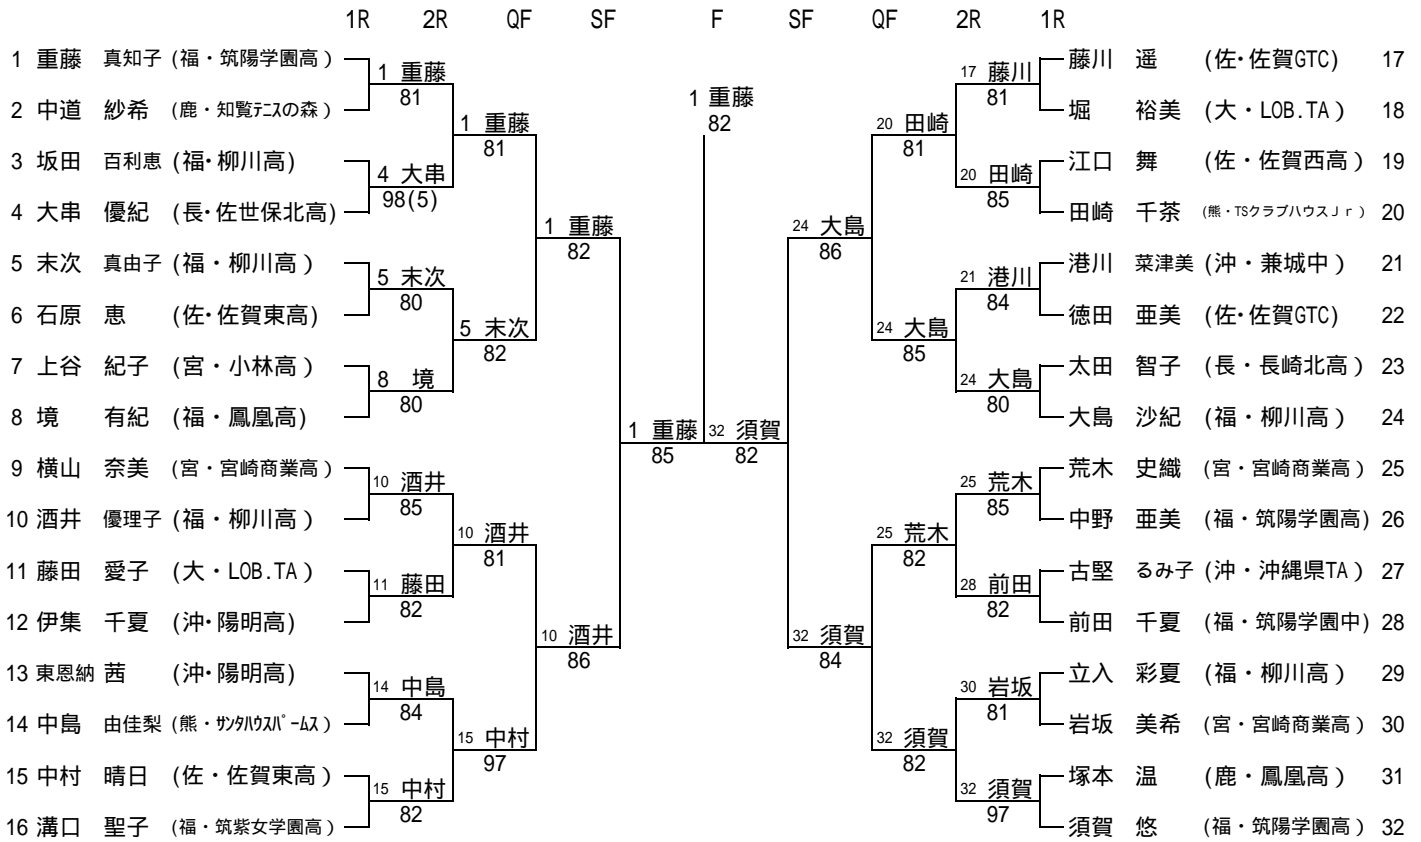 1R 2R QF SF F SF QF 2R 1R
1 重藤 真知子 (福・筑陽学園高)
2 中道 紗希 (鹿・知覧テニスの森)
3 坂田 百利恵 (福・柳川高)
4 大串 優紀 (長・佐世保北高)
5 末次 真由子 (福・柳川高)
6 石原 恵 (佐・佐賀東高)
7 上谷 紀子 (宮・小林高)
8 境 有紀 (福・鳳凰高)
9 横山 奈美 (宮・宮崎商業高)
10 酒井 優理子 (福・柳川高)
11 藤田 愛子 (大・LOB.TA)
12 伊集 千夏 (沖・陽明高)
13 東恩納 茜 (沖・陽明高)
14 中島 由佳梨 (熊・サンタハウスパームス)
15 中村 晴日 (佐・佐賀東高)
16 溝口 聖子 (福・筑紫女学園高)
1 重藤
81
4 大串
98(5)
5 末次
80
8 境
80
10 酒井
85
11 藤田
82
14 中島
84
15 中村
82
1 重藤
81
5 末次
82
10 酒井
81
15 中村
97
1 重藤
82
10 酒井
86
1 重藤
85
1 重藤
82
32 須賀
82
24 大島
86
32 須賀
84
20 田崎
81
24 大島
85
25 荒木
82
32 須賀
82
17 藤川
81
20 田崎
85
21 港川
84
24 大島
80
25 荒木
85
28 前田
82
30 岩坂
81
32 須賀
97
藤川 遥 (佐・佐賀GTC) 17
堀 裕美 (大・LOB.TA) 18
江口 舞 (佐・佐賀西高) 19
田崎 千茶 (熊・TSクラブハウスJr) 20
港川 菜津美 (沖・兼城中) 21
徳田 亜美 (佐・佐賀GTC) 22
太田 智子 (長・長崎北高) 23
大島 沙紀 (福・柳川高) 24
荒木 史織 (宮・宮崎商業高) 25
中野 亜美 (福・筑陽学園高) 26
古堅 るみ子 (沖・沖縄県TA) 27
前田 千夏 (福・筑陽学園中) 28
立入 彩夏 (福・柳川高) 29
岩坂 美希 (宮・宮崎商業高) 30
塚本 温 (鹿・鳳凰高) 31
須賀 悠 (福・筑陽学園高) 32